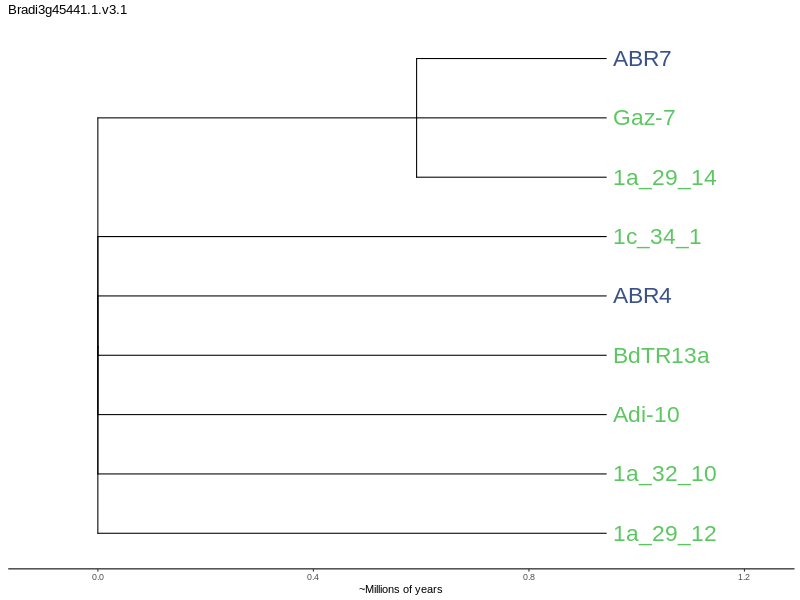 Bradi3g45441.1.v3.1
ABR7
Gaz-7
1a_29_14
1c_34_1
ABR4
BdTR13a
Adi-10
1a_32_10
1a_29_12
0.0 0.4 0.8 1.2
~Millions of years